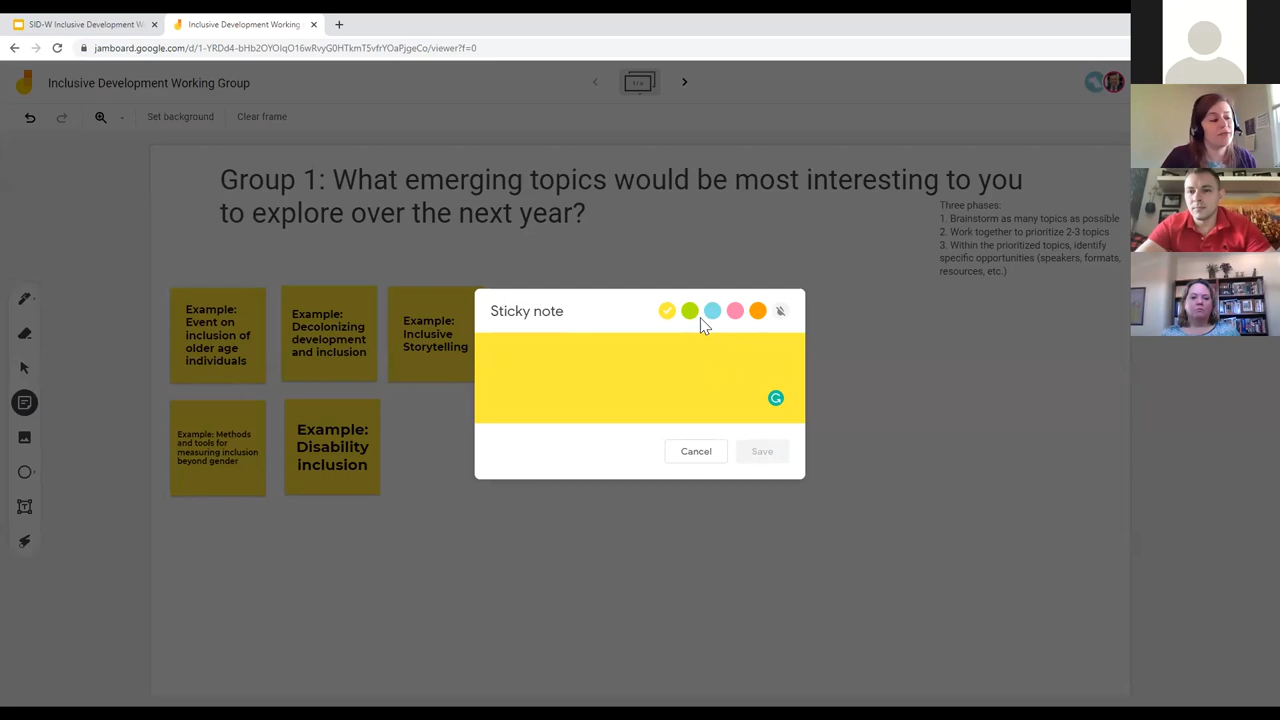 SID-W Inclusive Development W
Inclusive Development Working
jamboard.google.com/d/1-YRDd4-bHb2OYOIqO16wRvyG0HTkmT5vfrYOaPjgeCo/viewer?f=0
Inclusive Development Working Group
Set background
Clear frame
Group 1: What emerging topics would be most interesting to you
to explore over the next year?
Three phases:
1. Brainstorm as many topics as possible
2. Work together to prioritize 2-3 topics
3. Within the prioritized topics, identify
specific opportunities (speakers, formats,
resources, etc.)
Example:
Event on
inclusion of
older age
individuals
Example:
Decolonizing
development
and inclusion
Example:
Inclusive
Storytelling
Sticky note
Cancel
Save
Example: Methods
and tools for
measuring inclusion
beyond gender
Example:
Disability
inclusion